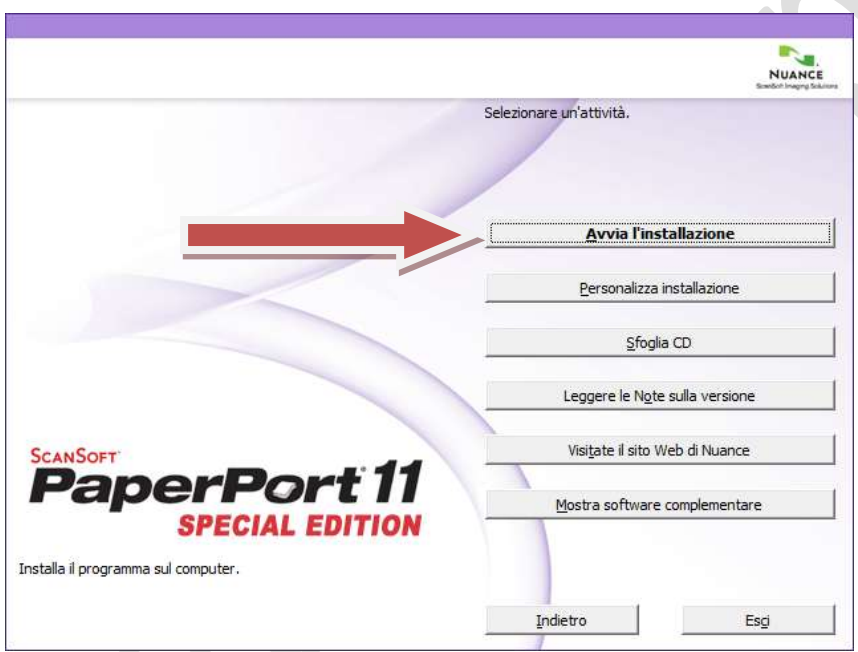 NUANCE
ScanSoft Imaging Solutions
Selezionare un'attività.
Avvia l'installazione
Personalizza installazione
Sfoglia CD
Leggere le Note sulla versione
Visitate il sito Web di Nuance
Mostra software complementare
SCANSOFT
PaperPort 11
SPECIAL EDITION
Installa il programma sul computer.
Indietro
Esci